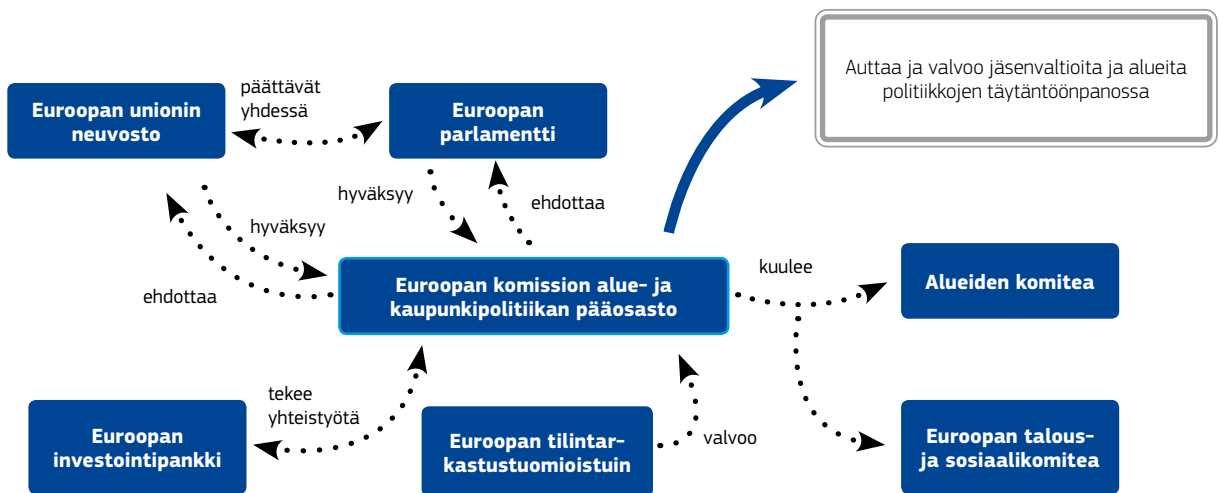 Auttaa ja valvoo jäsenvaltioita ja alueita
politiikkojen täytäntöönpanossa
päättävät
yhdessä
Euroopan unionin
neuvosto
Euroopan
parlamentti
hyväksyy
ehdottaa
hyväksyy
ehdottaa
kuulee
Euroopan komission alue- ja
kaupunkipolitiikan pääosasto
Alueiden komitea
tekee
yhteistyötä
Euroopan
investointipankki
Euroopan tilintar-
kastustuomioistuin
valvoo
Euroopan talous-
ja sosiaalikomitea